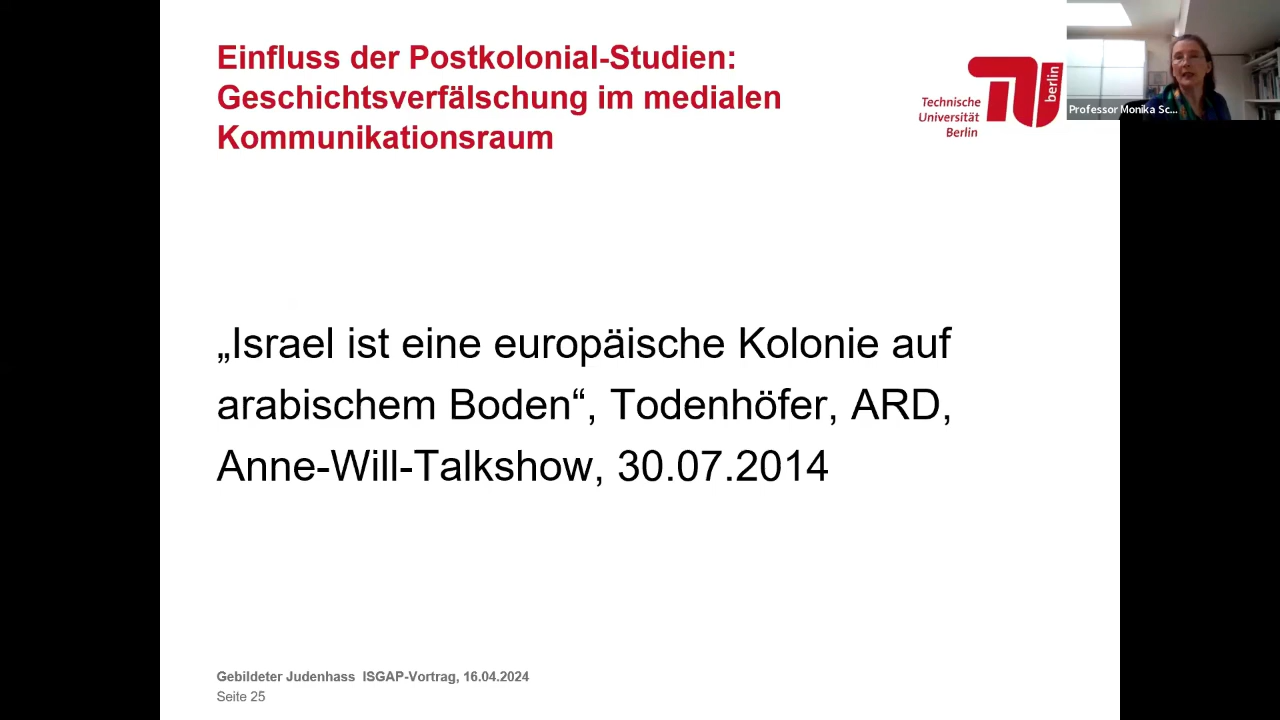 Einfluss der Postkolonial-Studien:
Geschichtsverfälschung im medialen
Kommunikationsraum
Technische
Universität
Berlin
berlin
Professor Monika Sc...
„Israel ist eine europäische Kolonie auf
arabischem Boden“, Todenhöfer, ARD,
Anne-Will-Talkshow, 30.07.2014
Gebildeter Judenhass ISGAP-Vortrag, 16.04.2024
Seite 25